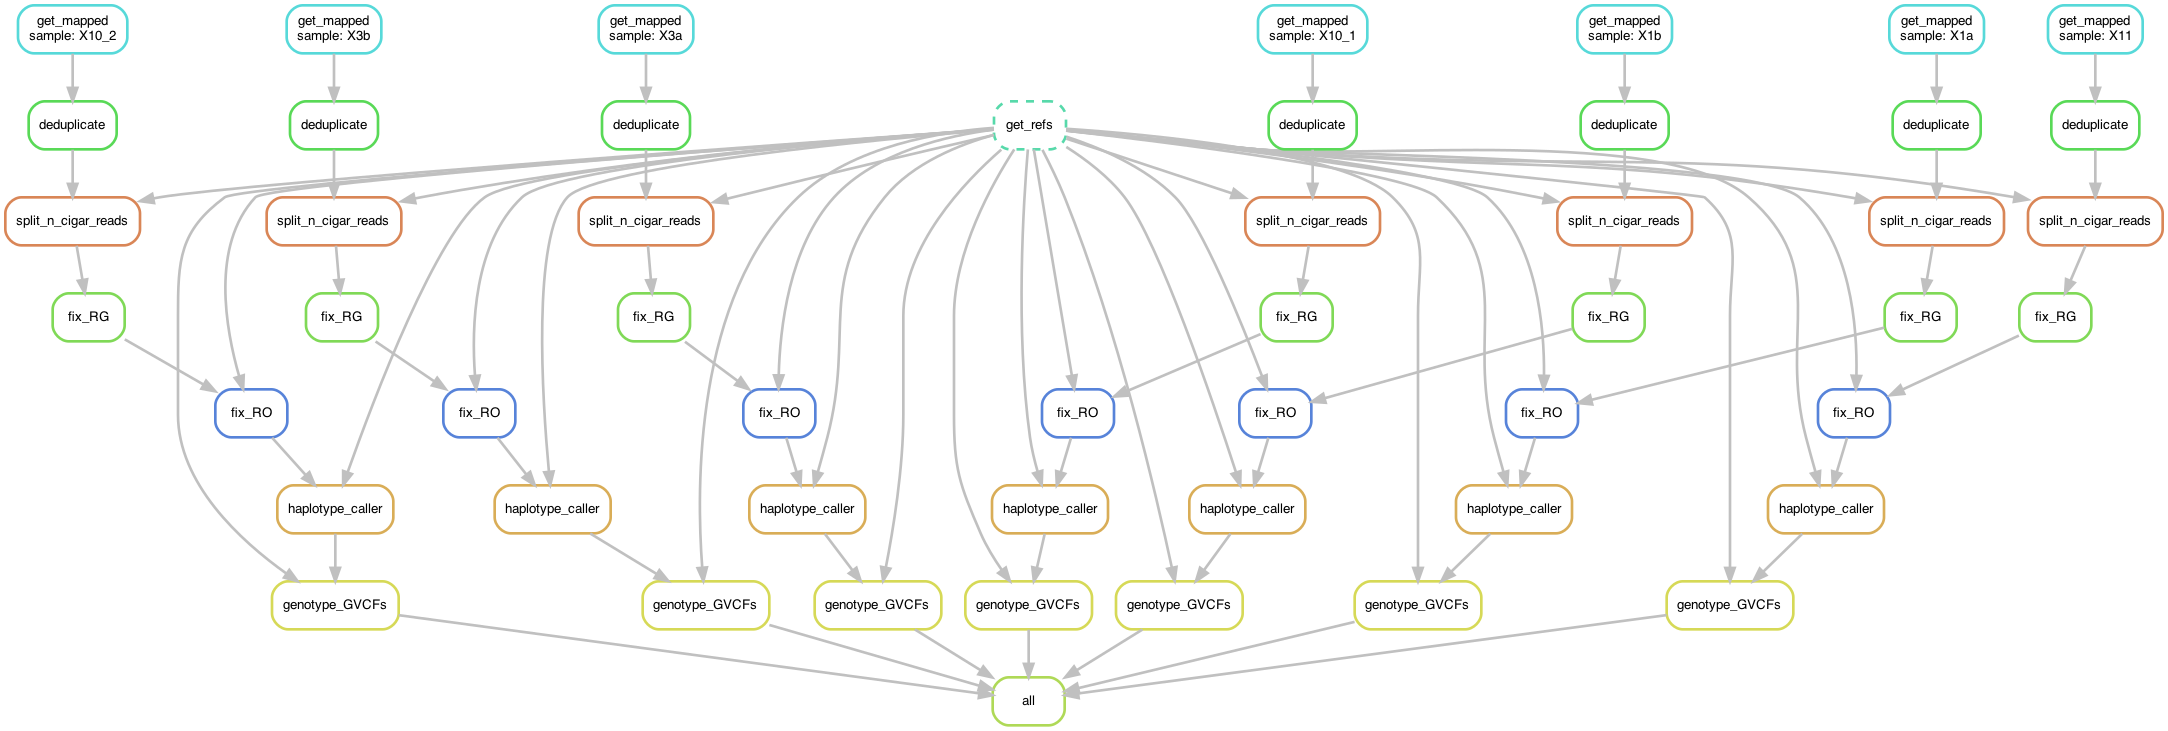 get_mapped
sample: X10_2
get_mapped
sample: X3b
get_mapped
sample: X3a
get_mapped
sample: X10_1
get_mapped
sample: X1b
get_mapped
sample: X1a
get_mapped
sample: X11
deduplicate
deduplicate
deduplicate
get_refs
deduplicate
deduplicate
deduplicate
deduplicate
split_n_cigar_reads
split_n_cigar_reads
split_n_cigar_reads
split_n_cigar_reads
split_n_cigar_reads
split_n_cigar_reads
split_n_cigar_reads
fix_RG
fix_RG
fix_RG
fix_RG
fix_RG
fix_RG
fix_RG
fix_RO
fix_RO
fix_RO
fix_RO
fix_RO
fix_RO
fix_RO
haplotype_caller
haplotype_caller
haplotype_caller
haplotype_caller
haplotype_caller
haplotype_caller
haplotype_caller
genotype_GVCFs
genotype_GVCFs
genotype_GVCFs
genotype_GVCFs
genotype_GVCFs
genotype_GVCFs
genotype_GVCFs
all